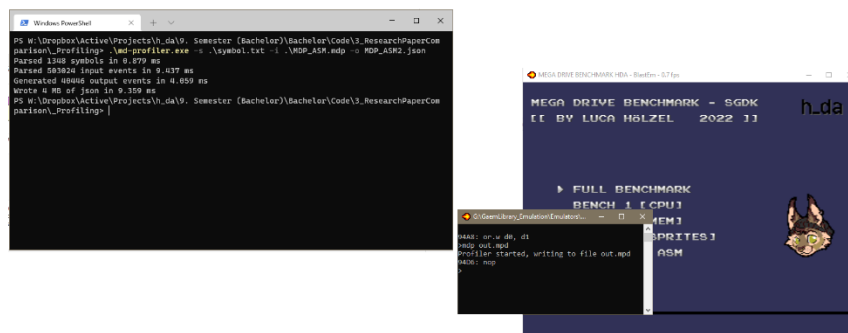 Windows PowerShell
PS W:\Dropbox\Active\Projects\h_da\9. Semester (Bachelor)\Bachelor\Code\3_ResearchPaperCom
parison\_Profiling> .\md-profiler.exe -s .\symbol.txt -i .\MDP_ASM.mdp -o MDP_ASM2.json
Parsed 1348 symbols in 0.879 ms
Parsed 503024 input events in 9.437 ms
Generated 40446 output events in 4.059 ms
Wrote 4 MB of json in 9.359 ms
PS W:\Dropbox\Active\Projects\h_da\9. Semester (Bachelor)\Bachelor\Code\3_ResearchPaperCom
parison\_Profiling>
MEGA DRIVE BENCHMARK HDA - BlastEm - 0,7 fps
MEGA DRIVE BENCHMARK - SGDK
[[ BY LUCA HöLZEL 2022 ]]
h_da
FULL BENCHMARK
BENCH 1 [CPU]
MEM]
SPRITES]
ASM
G:\GaemLibrary_Emulation\Emulators\...
94A8: or.w d0, d1
>mdp out.mpd
Profiler started, writing to file out.mpd
94D6: nop
>